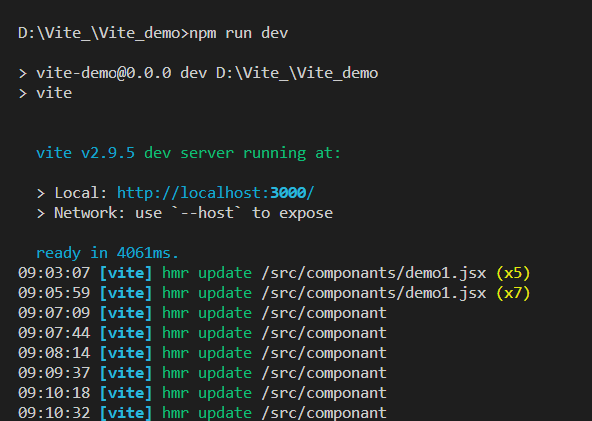 D:\Vite_\Vite_demo>npm run dev
> vite-demo@0.0.0 dev D:\Vite_\Vite_demo
> vite
vite v2.9.5 dev server running at:
> Local: http://localhost:3000/
> Network: use `--host` to expose
ready in 4061ms.
09:03:07 [vite] hmr update /src/componants/demo1.jsx (x5)
09:05:59 [vite] hmr update /src/componants/demo1.jsx (x7)
09:07:09 [vite] hmr update /src/componant
09:07:44 [vite] hmr update /src/componant
09:08:14 [vite] hmr update /src/componant
09:09:37 [vite] hmr update /src/componant
09:10:18 [vite] hmr update /src/componant
09:10:32 [vite] hmr update /src/componant